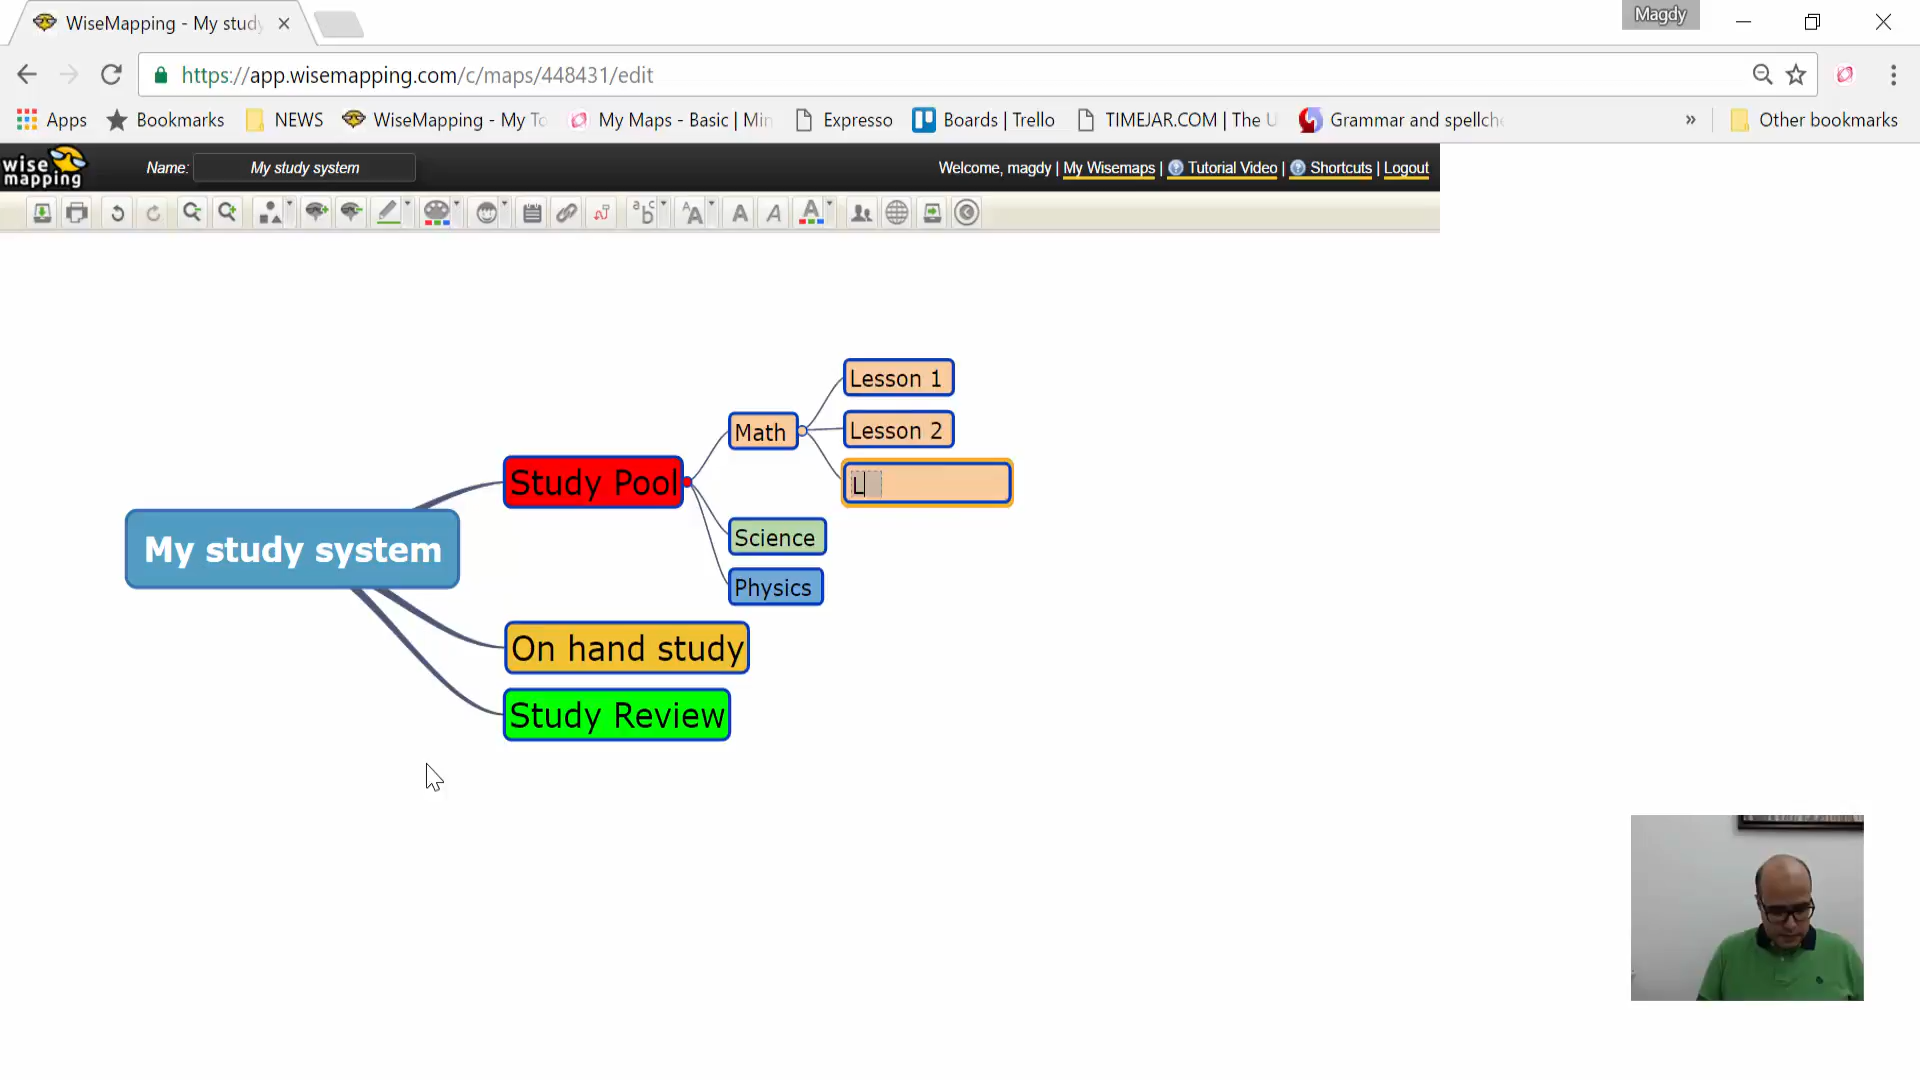 WiseMapping - My study
Magdy
https://app.wisemapping.com/c/maps/448431/edit
Apps
Bookmarks
NEWS
WiseMapping - My To
My Maps - Basic | Min
Expresso
Boards | Trello
TIMEJAR.COM | The U
Grammar and spellche
»
Other bookmarks
wise
mapping
Name: My study system
Welcome, magdy | My Wisemaps | Tutorial Video | Shortcuts | Logout
Lesson 1
Math
Lesson 2
Study Pool
L
Science
My study system
Physics
On hand study
Study Review